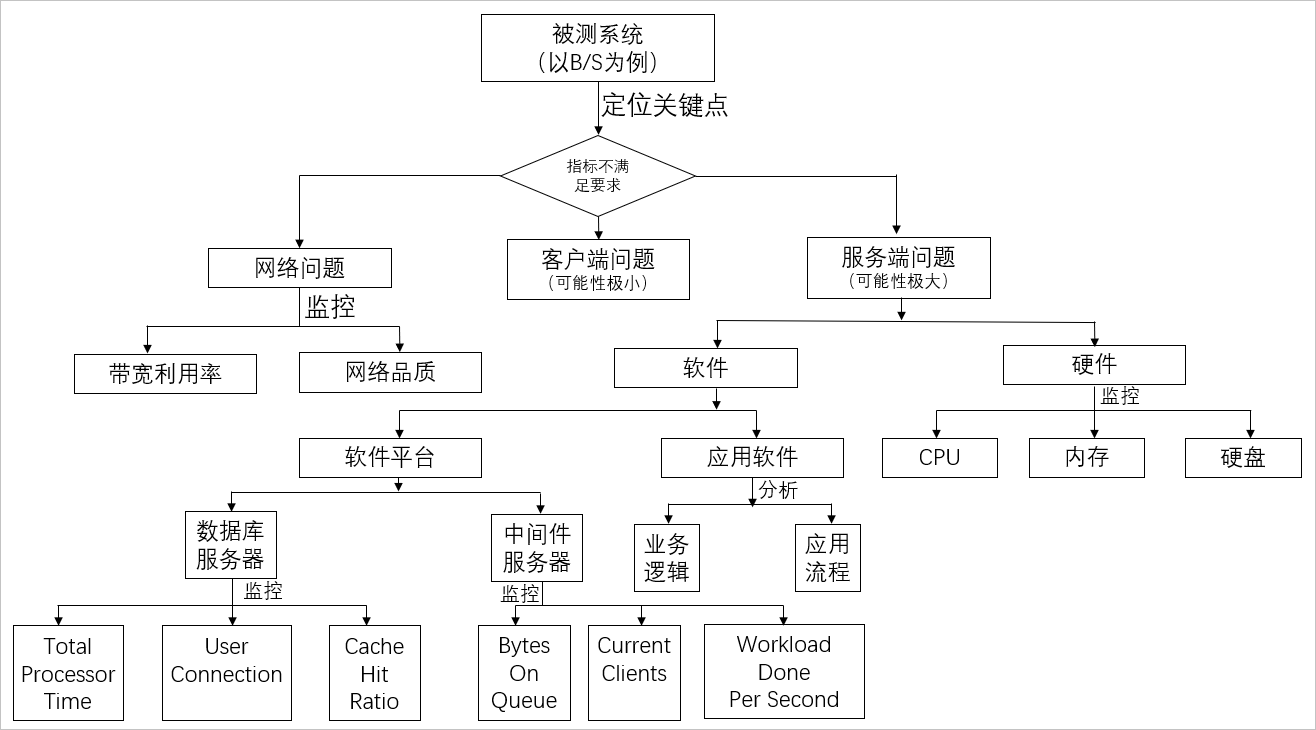 被测系统
（以B/S为例）
定位关键点
指标不满
足要求
网络问题
客户端问题
（可能性极小）
服务端问题
（可能性极大）
监控
带宽利用率
网络品质
软件
硬件
监控
软件平台
应用软件
CPU
内存
硬盘
分析
数据库
服务器
中间件
服务器
业务
逻辑
应用
流程
监控
监控
Total
Processor
Time
User
Connection
Cache
Hit
Ratio
Bytes
On
Queue
Current
Clients
Workload
Done
Per Second